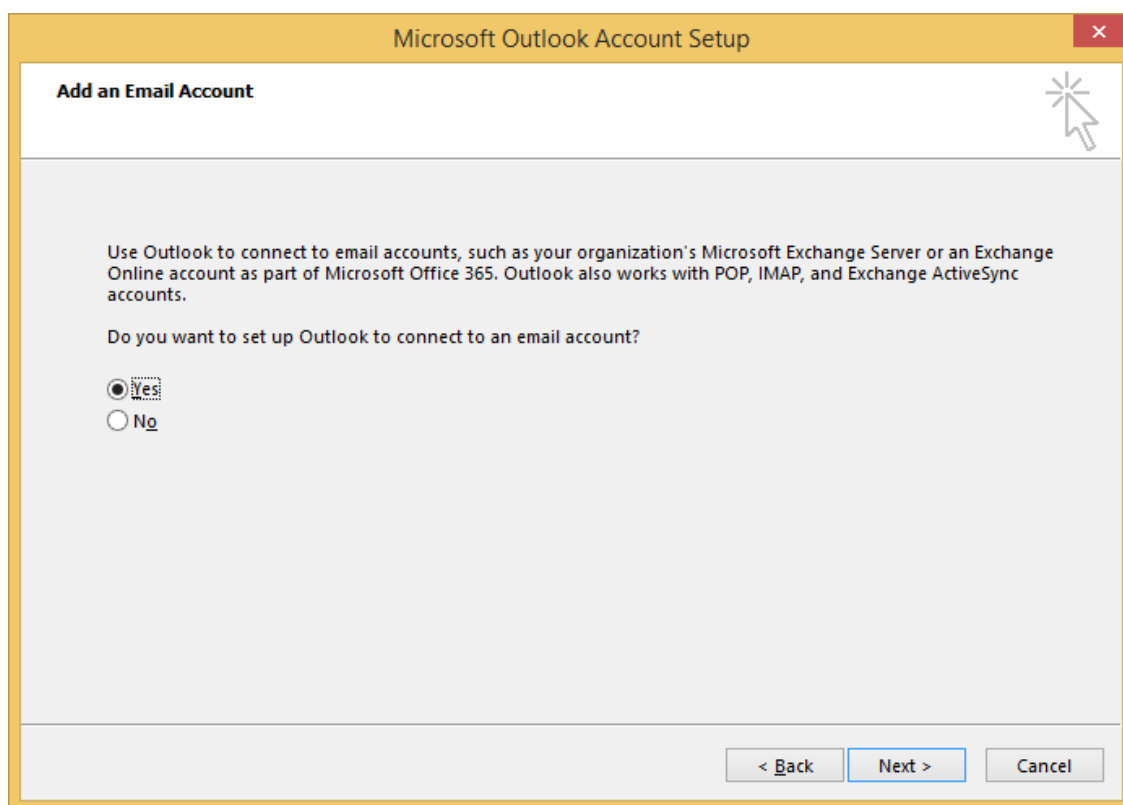 Microsoft Outlook Account Setup
Add an Email Account
Use Outlook to connect to email accounts, such as your organization's Microsoft Exchange Server or an Exchange
Online account as part of Microsoft Office 365. Outlook also works with POP, IMAP, and Exchange ActiveSync
accounts.
Do you want to set up Outlook to connect to an email account?
Yes
No
< Back Next > Cancel